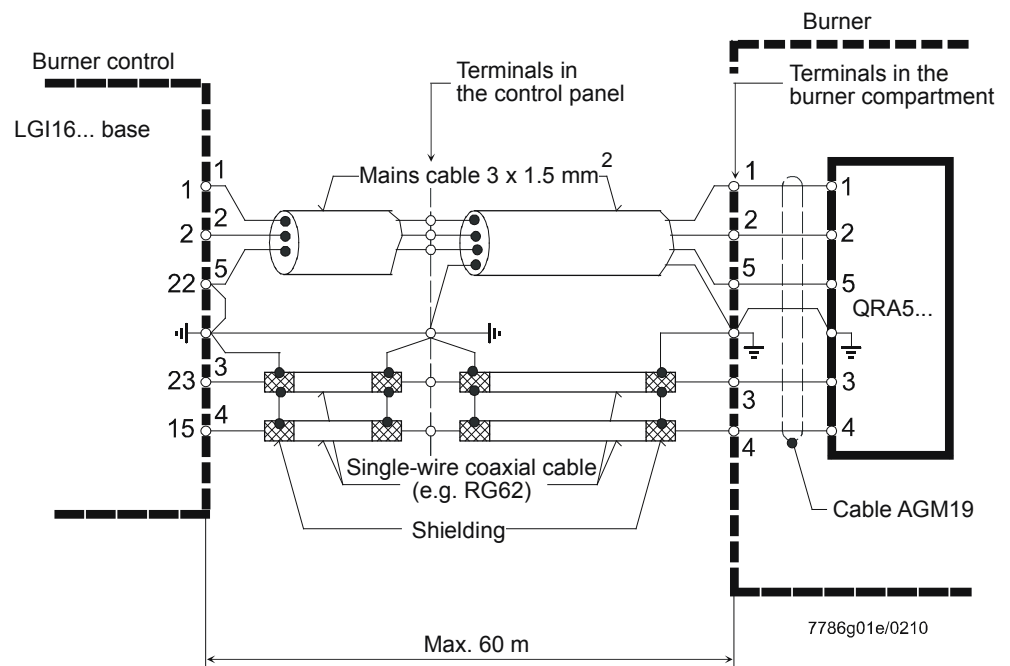 Burner
Burner control
Terminals in
the control panel
Terminals in the
burner compartment
LGI16... base
Mains cable 3 x 1.5 mm 2
1 1 1 1
2 2 2 2
22 5 5 5
QRA5...
23 3 3 3
15 4 4 4
Single-wire coaxial cable
(e.g. RG62)
Shielding
Cable AGM19
Max. 60 m
7786g01e/0210